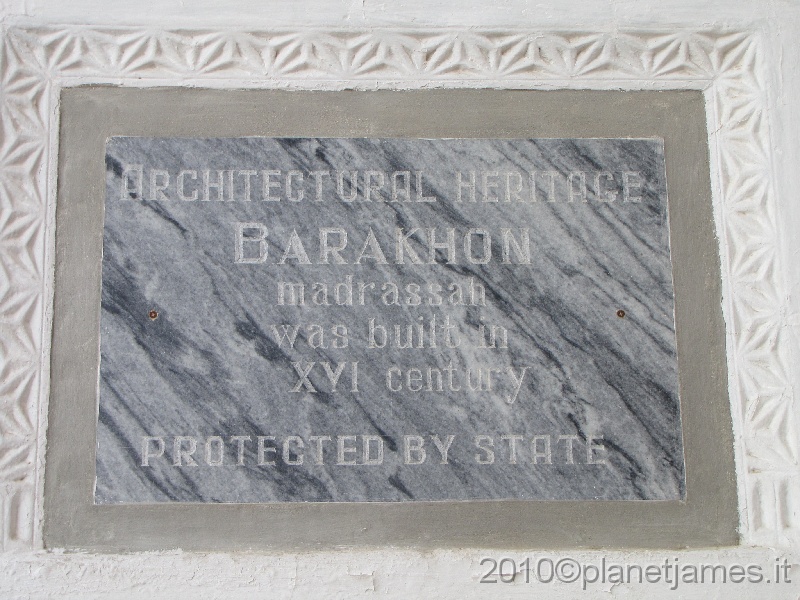 ARCHITECTURAL HERITAGE
BARAKHON
madrassah
was built in
XVI century
PROTECTED BY STATE
2010©planetjames.it